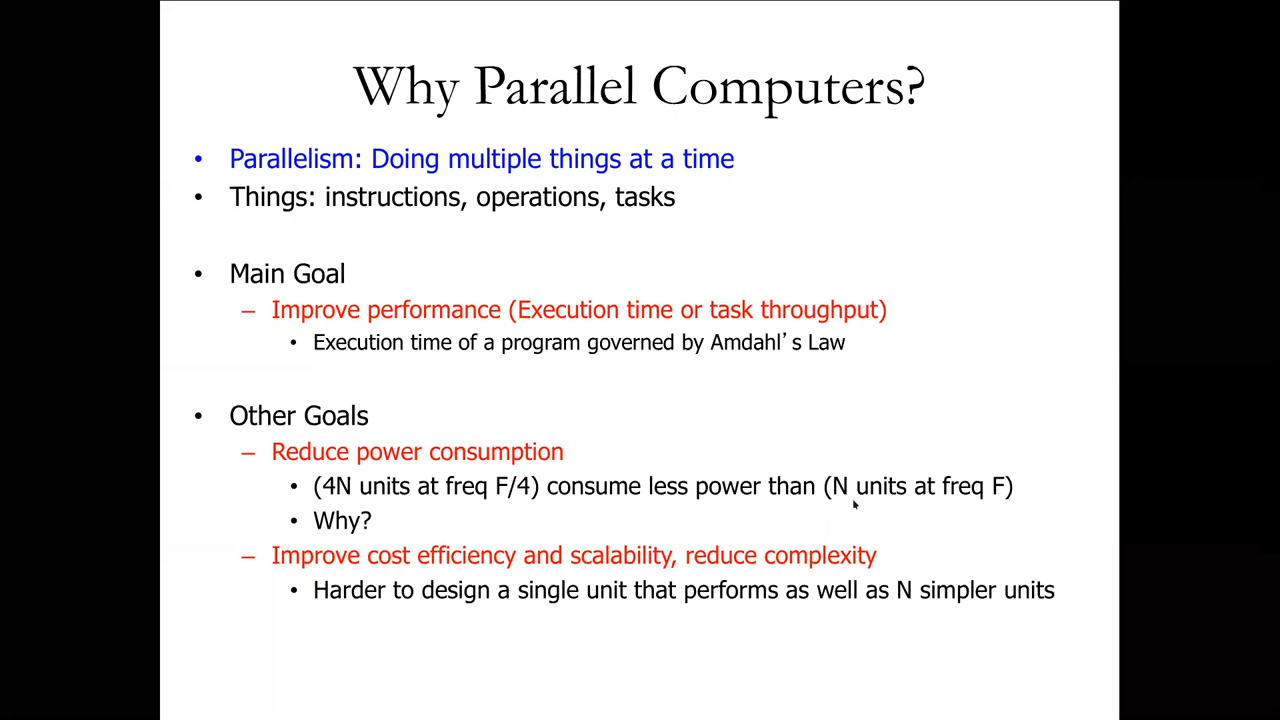 Why Parallel Computers?
• Parallelism: Doing multiple things at a time
• Things: instructions, operations, tasks
• Main Goal
– Improve performance (Execution time or task throughput)
• Execution time of a program governed by Amdahl’s Law
• Other Goals
– Reduce power consumption
• (4N units at freq F/4) consume less power than (N units at freq F)
• Why?
– Improve cost efficiency and scalability, reduce complexity
• Harder to design a single unit that performs as well as N simpler units